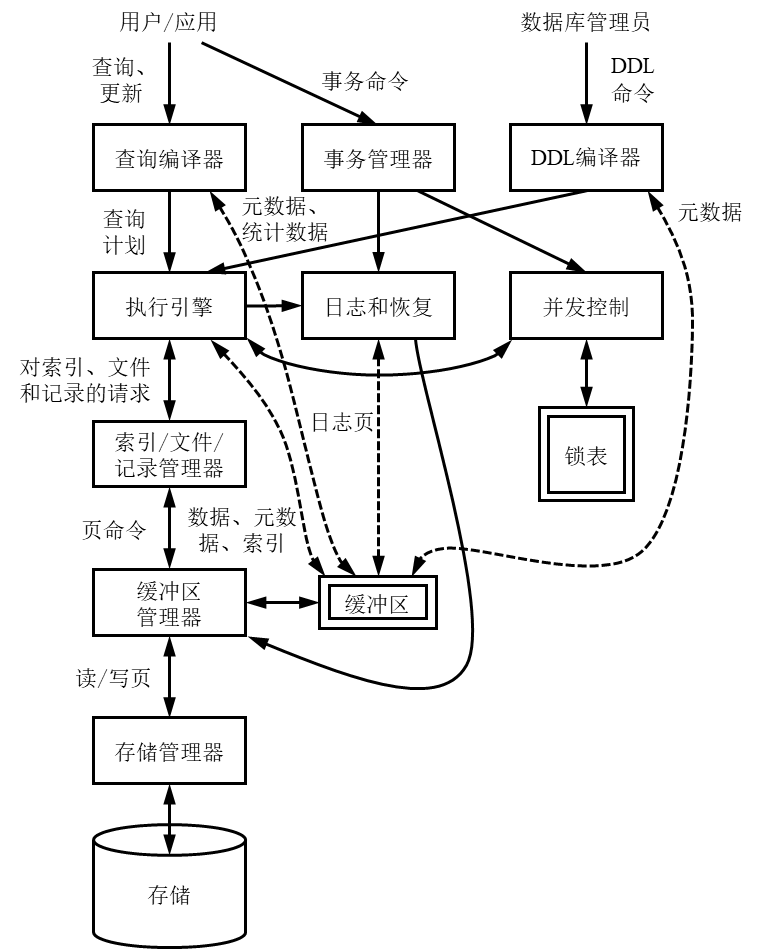 用户/应用
数据库管理员
查询、
更新
事务命令
DDL
命令
查询编译器
事务管理器
DDL编译器
查询
计划
元数据、
统计数据
元数据
执行引擎
日志和恢复
并发控制
对索引、文件
和记录的请求
日志页
索引/文件/
记录管理器
锁表
页命令
数据、元数
据、索引
缓冲区
管理器
缓冲区
读/写页
存储管理器
存储